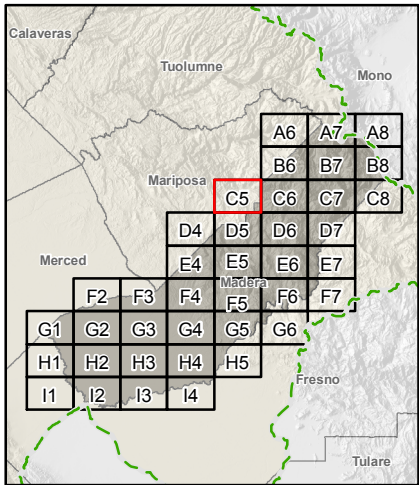 Calaveras
Tuolumne
Mono
A6 A7 A8
B6 B7 B8
Mariposa
C5 C6 C7 C8
D4 D5 D6 D7
Merced
E4 E5 E6 E7
Madera
F2 F3 F4 F5 F6 F7
G1 G2 G3 G4 G5 G6
H1 H2 H3 H4 H5
Fresno
I1 I2 I3 I4
Tulare